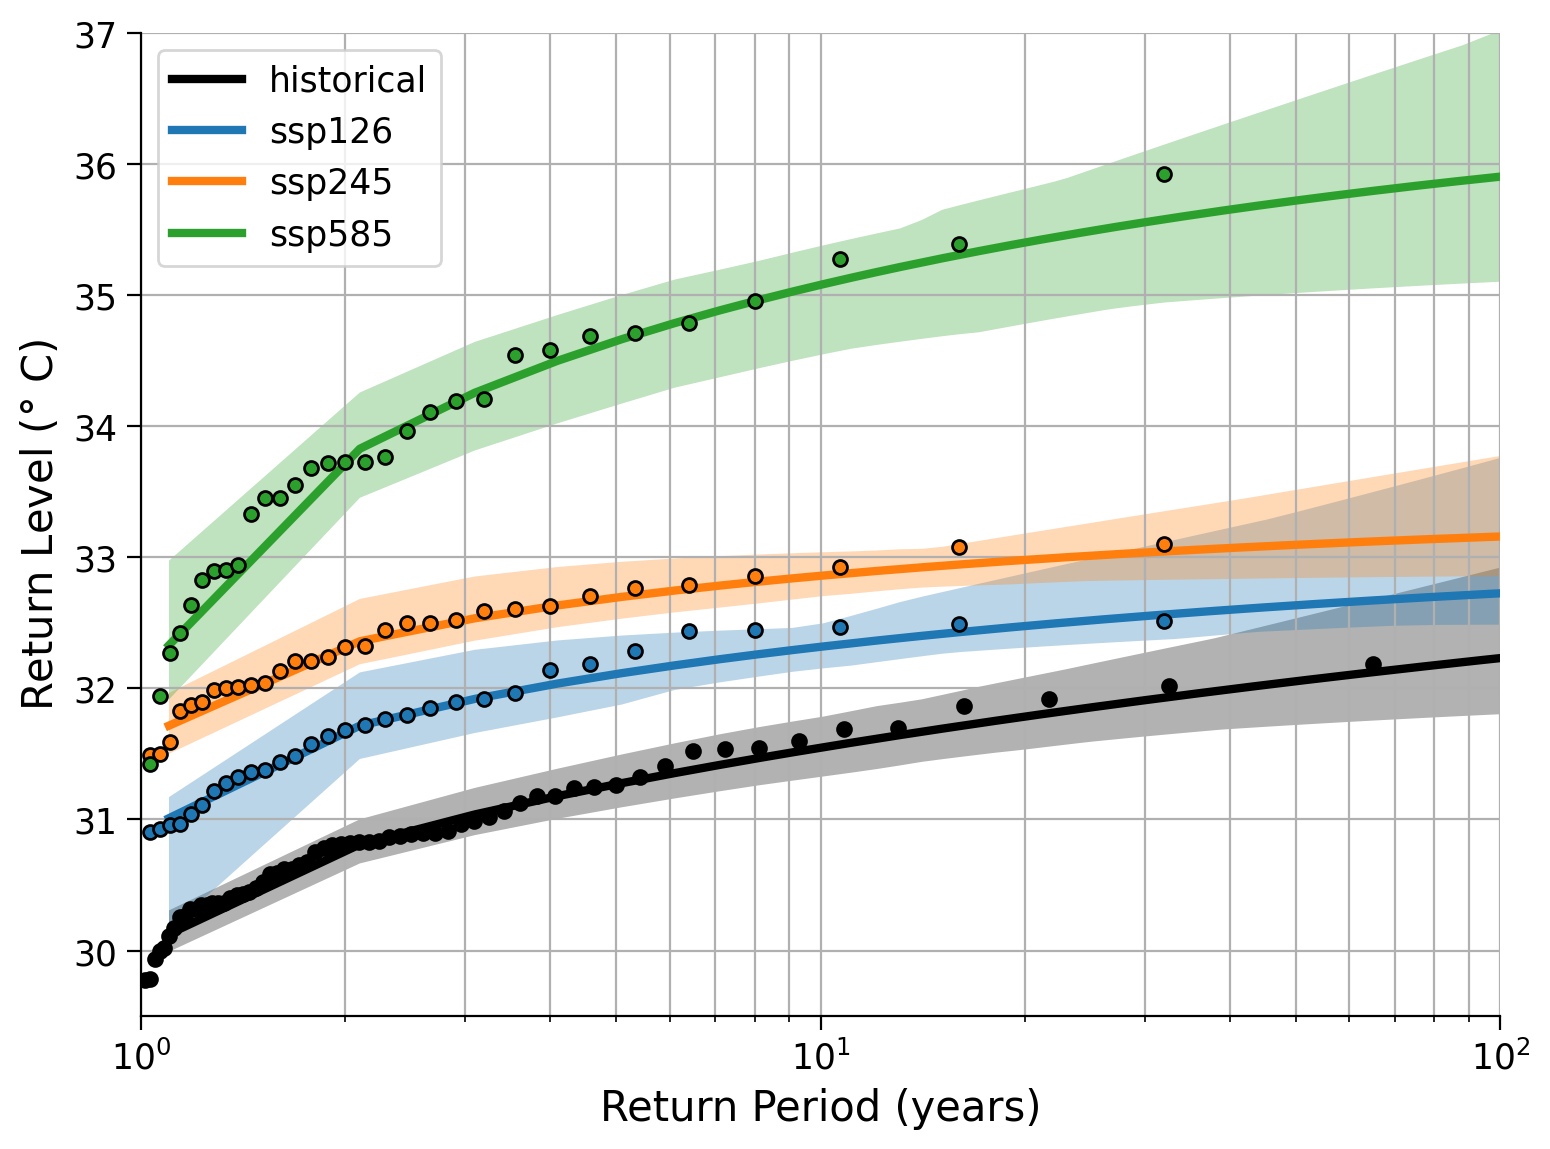 37
36
35
34
33
32
31
30
Return Level (° C)
historical
ssp126
ssp245
ssp585
10⁰
10¹
10²
Return Period (years)